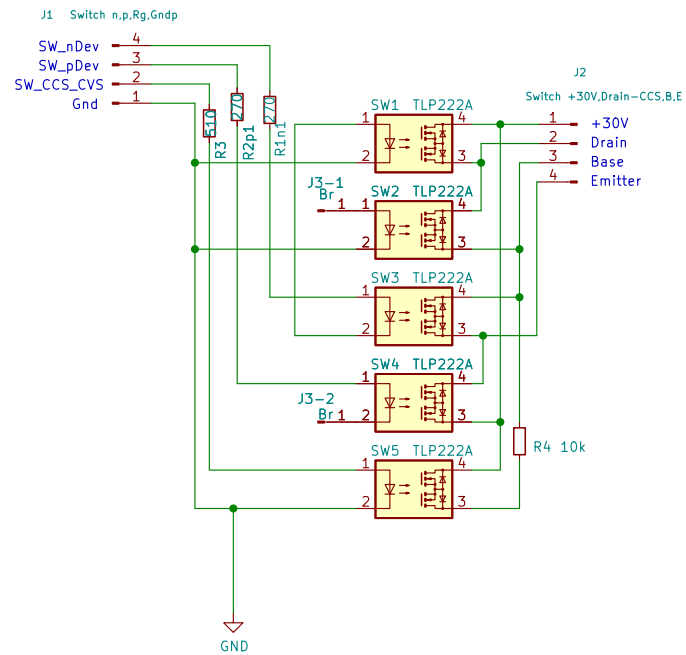 J1 Switch n,p,Rg,Gndp
SW_nDev 4
SW_pDev 3
SW_CCS_CVS 2
Gnd 1
510
R3
270
R2p1
270
R1n1
J2
Switch +30V,Drain-CCS,B,E
1 +30V
2 Drain
3 Base
4 Emitter
SW1 TLP222A
1 4
2 3
J3-1
Br 1
SW2 TLP222A
1 4
2 3
SW3 TLP222A
1 4
2 3
SW4 TLP222A
1 4
2 3
J3-2
Br 1
SW5 TLP222A
1 4
2 3
R4 10k
GND